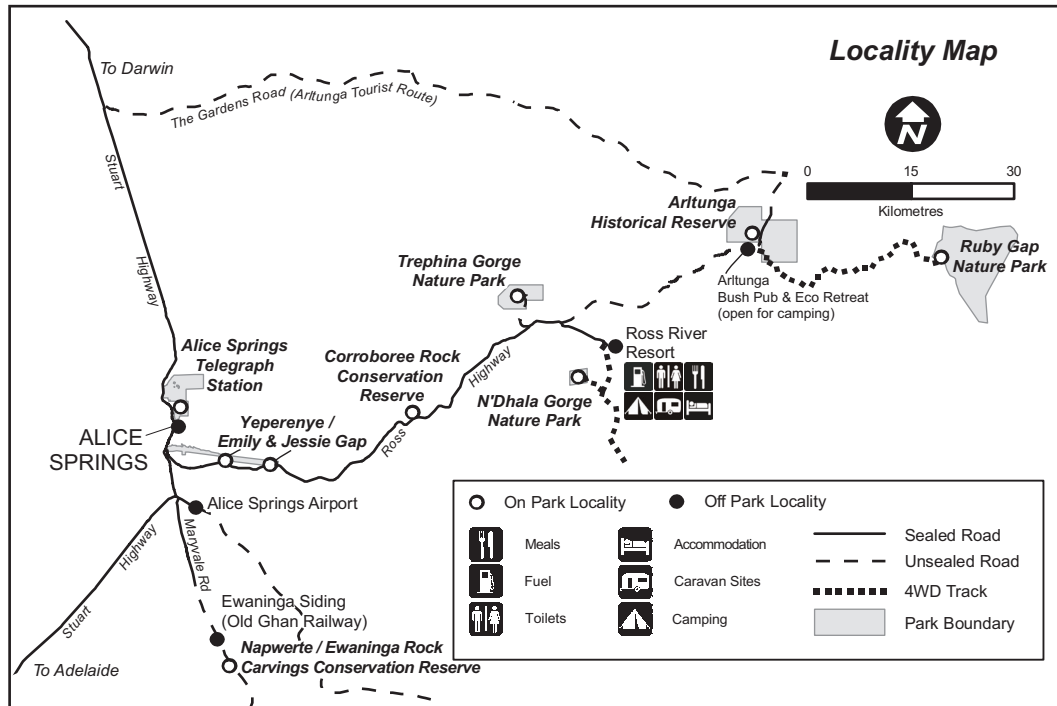 Locality Map
To Darwin
The Gardens Road (Arltunga Tourist Route)
Stuart
Highway
N
0 15 30
Kilometres
Arltunga
Historical Reserve
Ruby Gap
Nature Park
Trephina Gorge
Nature Park
Arltunga
Bush Pub & Eco Retreat
(open for camping)
Alice Springs
Telegraph
Station
Corroboree Rock
Conservation
Reserve
Ross
Highway
Ross River
Resort
N'Dhala Gorge
Nature Park
ALICE
SPRINGS
Yeperenye /
Emily & Jessie Gap
Alice Springs Airport
Stuart
Highway
Maryvale Rd
Ewaninga Siding
(Old Ghan Railway)
Napwerte / Ewaninga Rock
Carvings Conservation Reserve
To Adelaide
On Park Locality
Off Park Locality
Meals
Accommodation
Sealed Road
Fuel
Caravan Sites
Unsealed Road
4WD Track
Toilets
Camping
Park Boundary